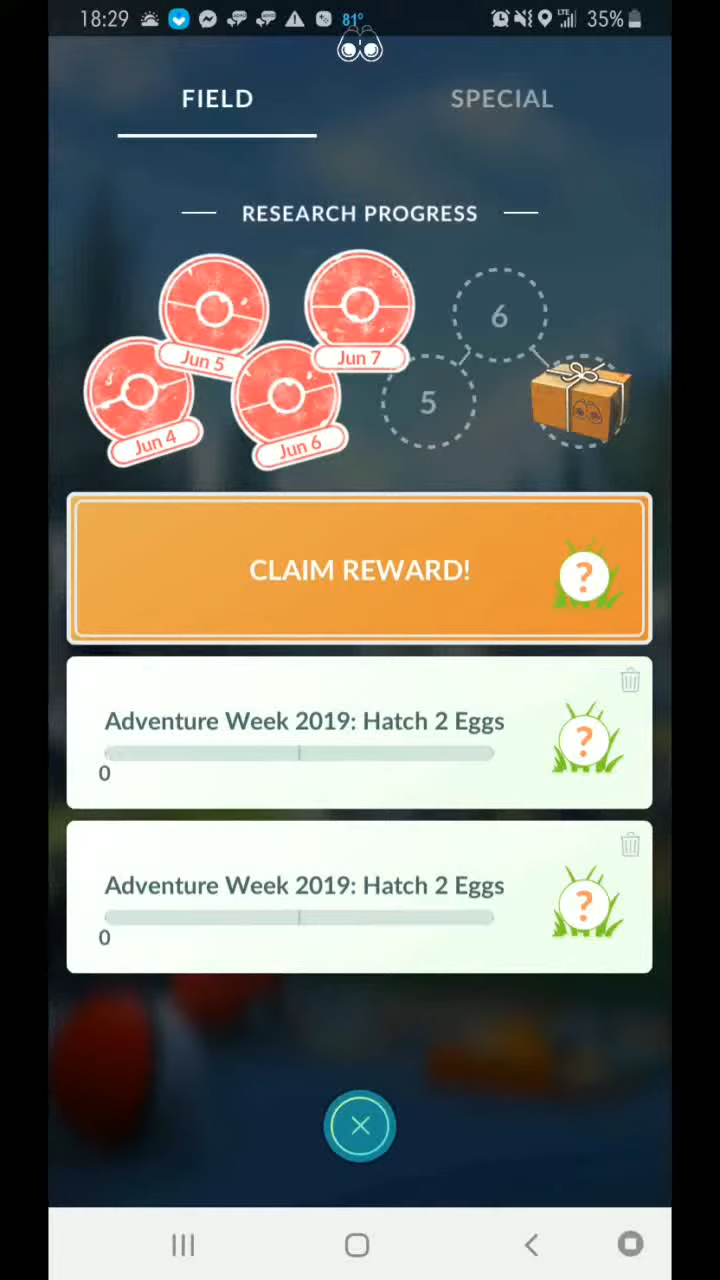 18:29 81° LTE 35%
FIELD SPECIAL
RESEARCH PROGRESS
Jun 5 Jun 7 6
Jun 4 Jun 6 5
CLAIM REWARD! ?
Adventure Week 2019: Hatch 2 Eggs ?
0
Adventure Week 2019: Hatch 2 Eggs ?
0